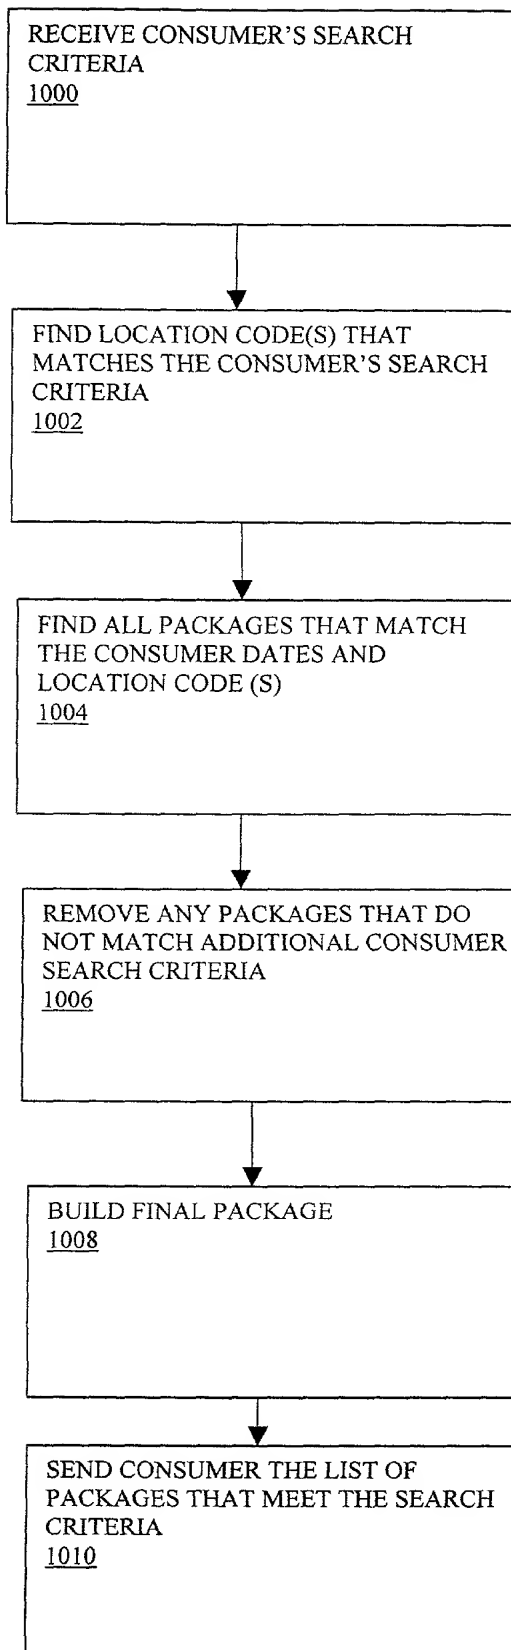 RECEIVE CONSUMER'S SEARCH
CRITERIA
1000
FIND LOCATION CODE(S) THAT
MATCHES THE CONSUMER'S SEARCH
CRITERIA
1002
FIND ALL PACKAGES THAT MATCH
THE CONSUMER DATES AND
LOCATION CODE (S)
1004
REMOVE ANY PACKAGES THAT DO
NOT MATCH ADDITIONAL CONSUMER
SEARCH CRITERIA
1006
BUILD FINAL PACKAGE
1008
SEND CONSUMER THE LIST OF
PACKAGES THAT MEET THE SEARCH
CRITERIA
1010